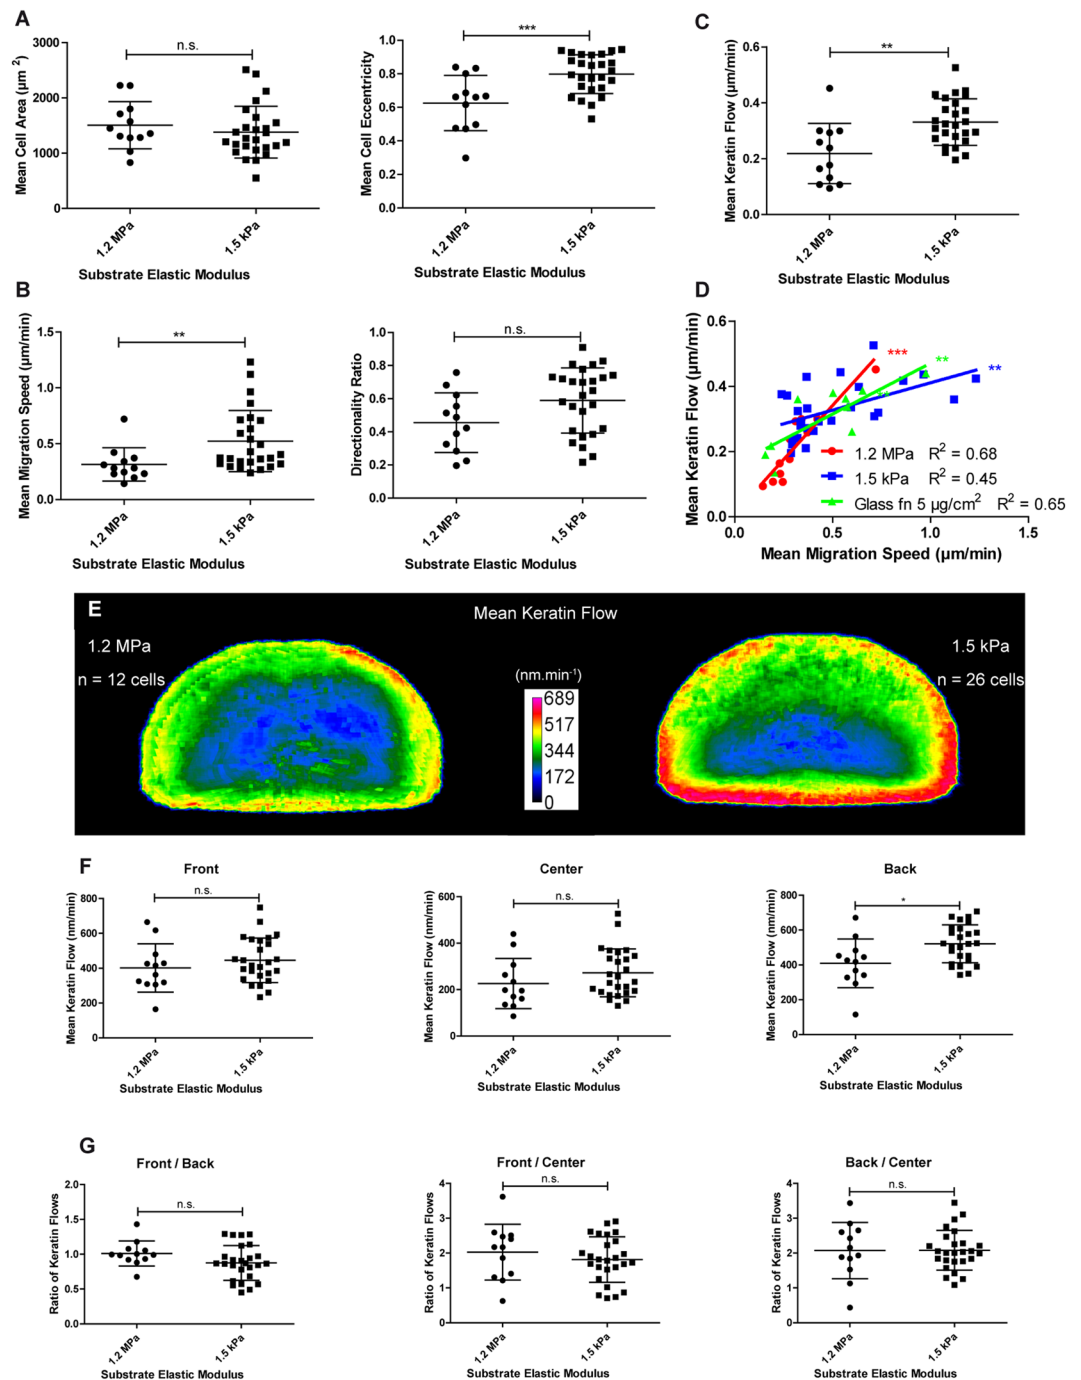 A
n.s.
Mean Cell Area (µm ²)
3000
2000
1000
0
1.2 MPa
1.5 kPa
Substrate Elastic Modulus
***
Mean Cell Eccentricity
1.0
0.8
0.6
0.4
0.2
0.0
1.2 MPa
1.5 kPa
Substrate Elastic Modulus
C
**
Mean Keratin Flow (µm/min)
0.6
0.4
0.2
0.0
1.2 MPa
1.5 kPa
Substrate Elastic Modulus
B
**
Mean Migration Speed (µm/min)
1.5
1.0
0.5
0.0
1.2 MPa
1.5 kPa
Substrate Elastic Modulus
n.s.
Directionality Ratio
1.0
0.8
0.6
0.4
0.2
0.0
1.2 MPa
1.5 kPa
Substrate Elastic Modulus
D
Mean Keratin Flow (µm/min)
0.6
0.4
0.2
0.0
***
**
**
1.2 MPa R² = 0.68
1.5 kPa R² = 0.45
Glass fn 5 µg/cm² R² = 0.65
0.0 0.5 1.0 1.5
Mean Migration Speed (µm/min)
E
Mean Keratin Flow
1.2 MPa
n = 12 cells
(nm.min⁻¹)
689
517
344
172
0
1.5 kPa
n = 26 cells
F
Front
n.s.
Mean Keratin Flow (nm/min)
800
600
400
200
0
1.2 MPa
1.5 kPa
Substrate Elastic Modulus
Center
n.s.
Mean Keratin Flow (nm/min)
600
400
200
0
1.2 MPa
1.5 kPa
Substrate Elastic Modulus
Back
*
Mean Keratin Flow (nm/min)
800
600
400
200
0
1.2 MPa
1.5 kPa
Substrate Elastic Modulus
G
Front / Back
n.s.
Ratio of Keratin Flows
2.0
1.5
1.0
0.5
0.0
1.2 MPa
1.5 kPa
Substrate Elastic Modulus
Front / Center
n.s.
Ratio of Keratin Flows
4
3
2
1
0
1.2 MPa
1.5 kPa
Substrate Elastic Modulus
Back / Center
n.s.
Ratio of Keratin Flows
4
3
2
1
0
1.2 MPa
1.5 kPa
Substrate Elastic Modulus